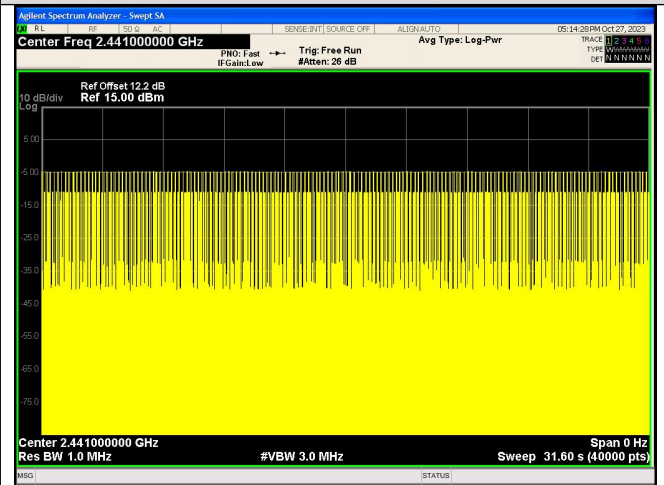 Agilent Spectrum Analyzer - Swept SA
RL RF 50 Ω AC SENSE:INT SOURCE OFF ALIGN AUTO 05:14:28 PM Oct 27, 2023
Center Freq 2.441000000 GHz Avg Type: Log-Pwr TRACE 1 2 3 4 5 6
PNO: Fast Trig: Free Run TYPE
IFGain:Low #Atten: 26 dB DET N N N N N N
Ref Offset 12.2 dB
10 dB/div Ref 15.00 dBm
Log
5.00
-5.00
-15.0
-25.0
-35.0
-45.0
-55.0
-65.0
-75.0
Center 2.441000000 GHz Span 0 Hz
Res BW 1.0 MHz #VBW 3.0 MHz Sweep 31.60 s (40000 pts)
MSG STATUS